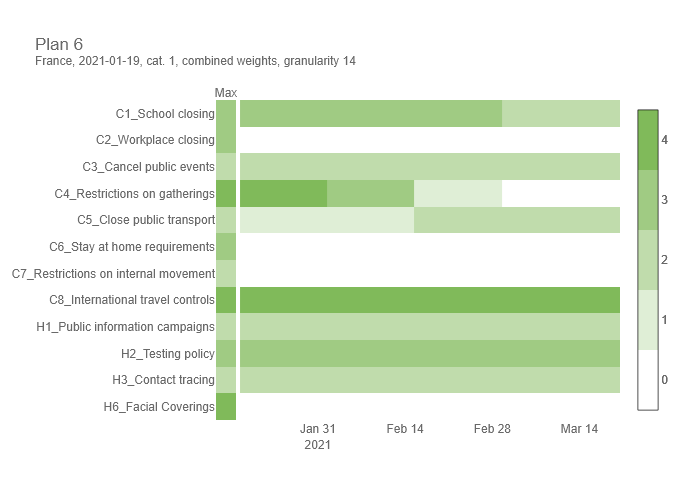 Plan 6
France, 2021-01-19, cat. 1, combined weights, granularity 14
Max
C1_School closing
C2_Workplace closing
C3_Cancel public events
C4_Restrictions on gatherings
C5_Close public transport
C6_Stay at home requirements
C7_Restrictions on internal movement
C8_International travel controls
H1_Public information campaigns
H2_Testing policy
H3_Contact tracing
H6_Facial Coverings
Jan 31 Feb 14 Feb 28 Mar 14
2021
4
3
2
1
0